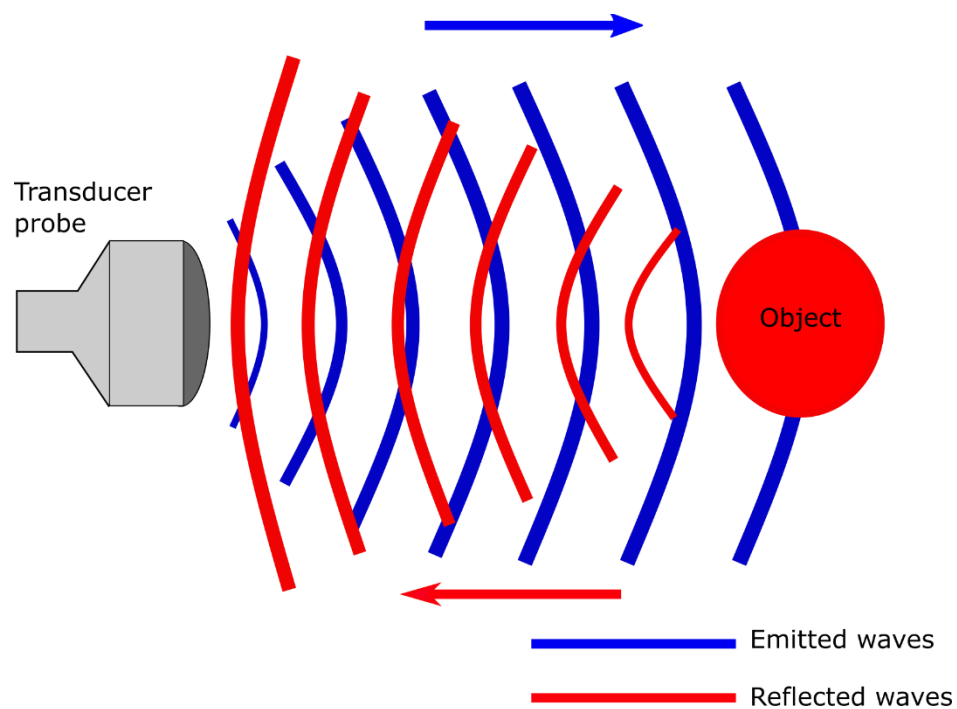 Transducer
probe
Object
Emitted waves
Reflected waves